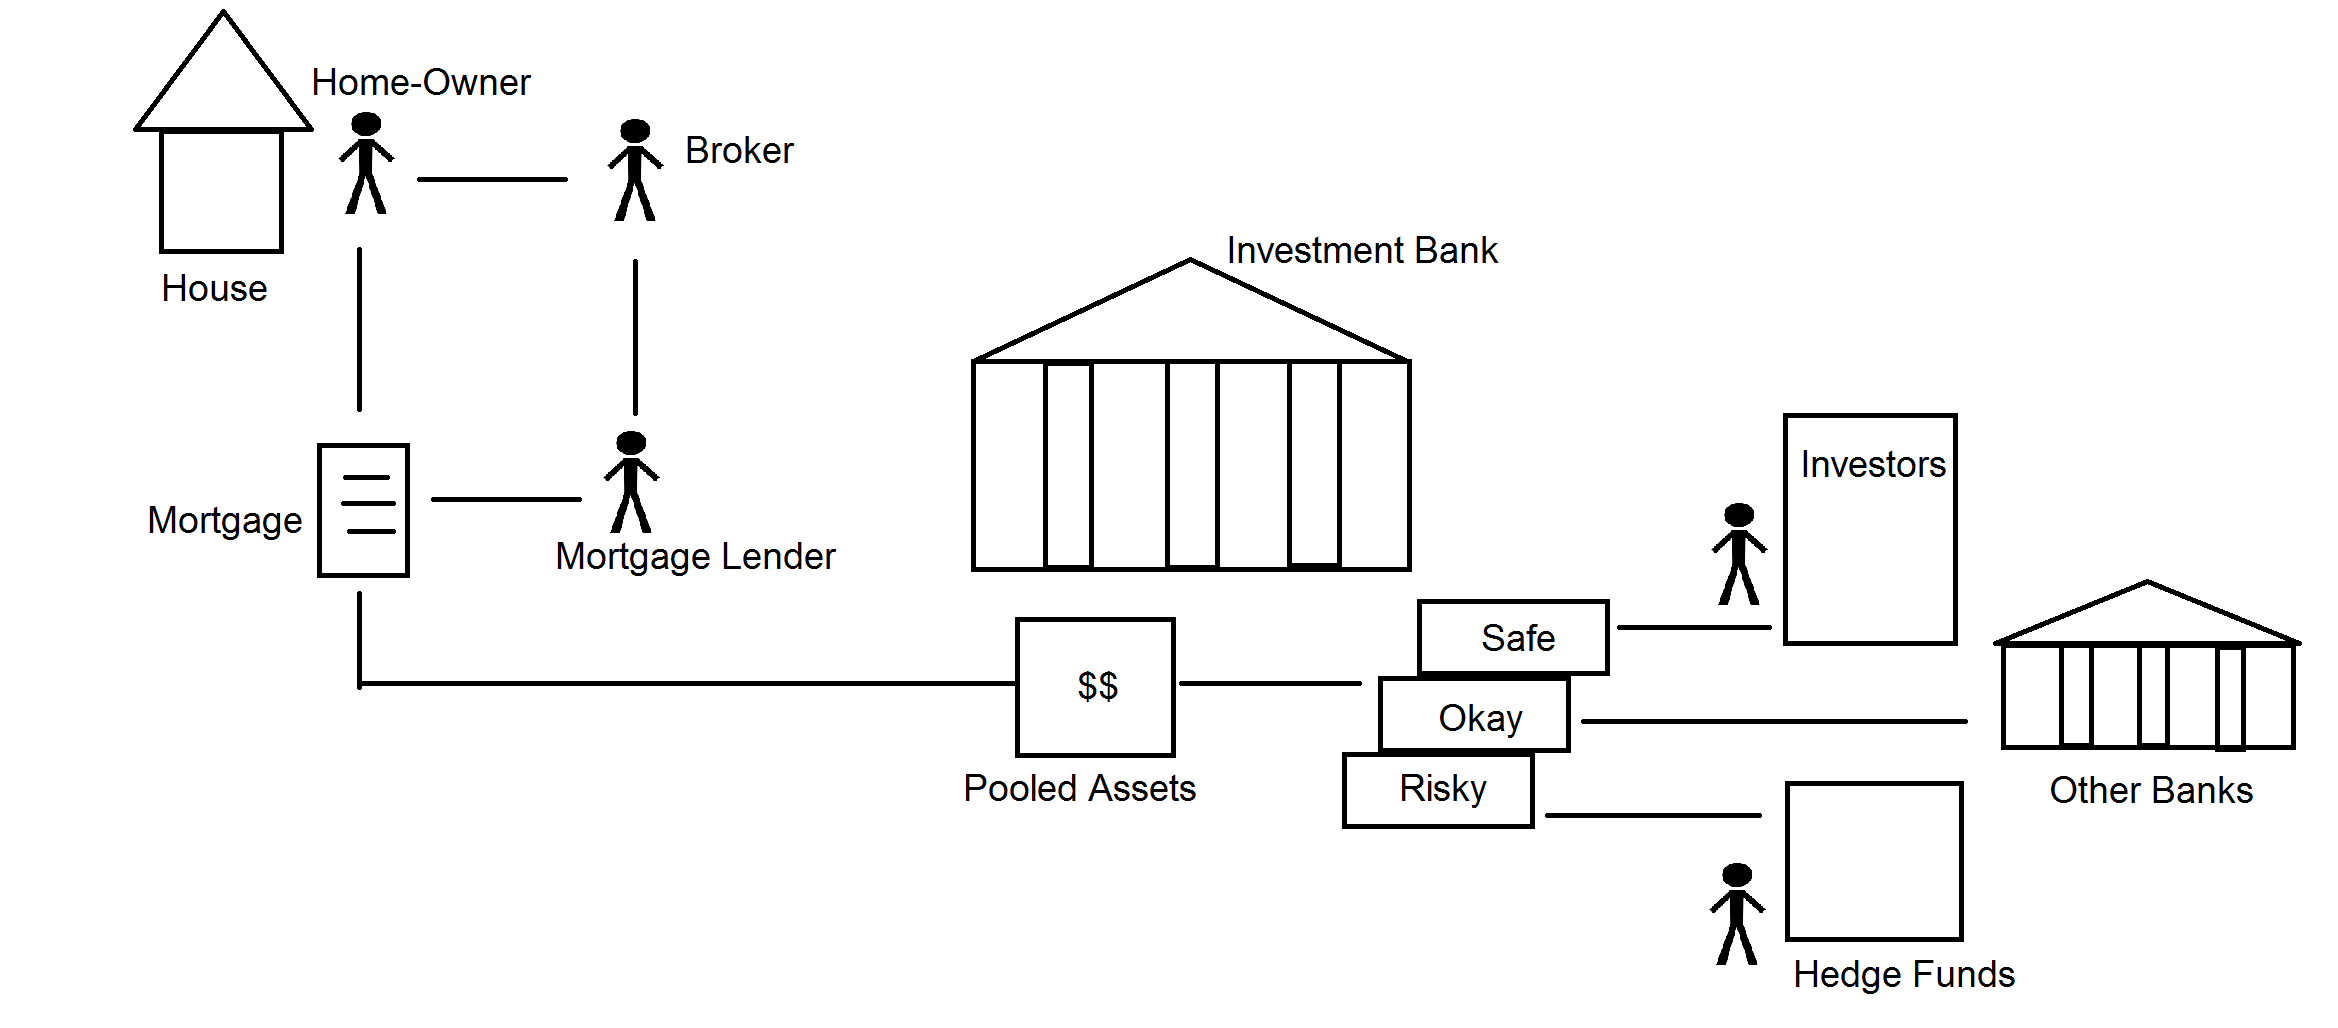 Home-Owner
Broker
House
Investment Bank
Investors
Mortgage
Mortgage Lender
Safe
$$
Okay
Risky
Pooled Assets
Other Banks
Hedge Funds